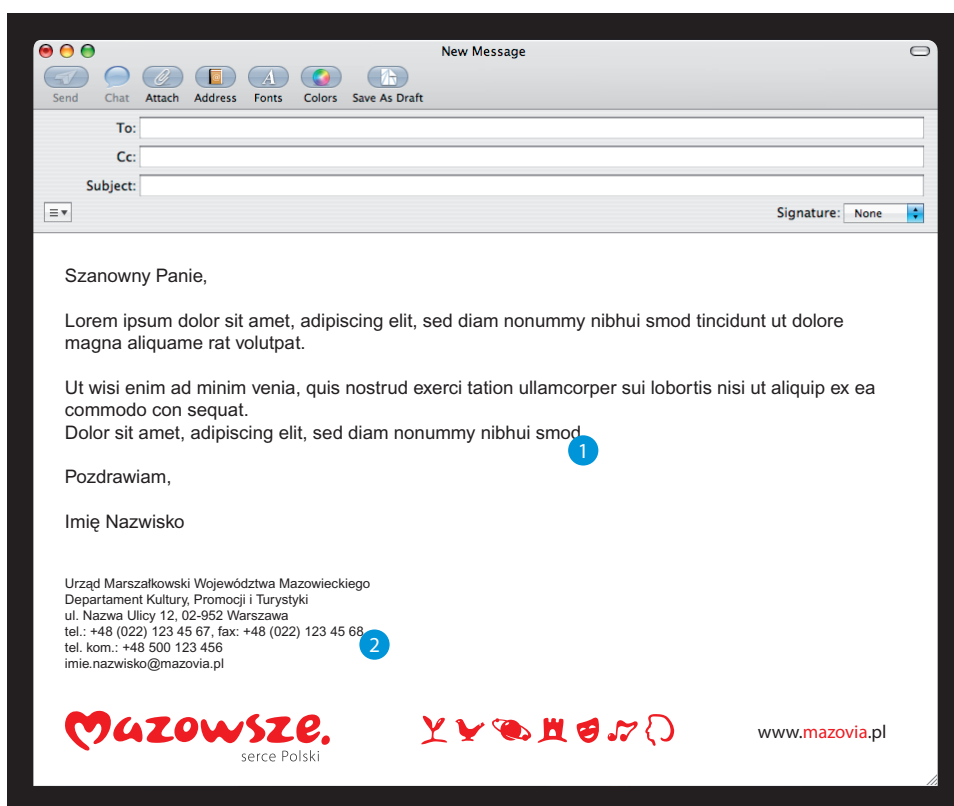 New Message
Send Chat Attach Address Fonts Colors Save As Draft
To:
Cc:
Subject:
Signature: None
Szanowny Panie,
Lorem ipsum dolor sit amet, adipiscing elit, sed diam nonummy nibhui smod tincidunt ut dolore
magna aliquame rat volutpat.
Ut wisi enim ad minim venia, quis nostrud exerci tation ullamcorper sui lobortis nisi ut aliquip ex ea
commodo con sequat.
Dolor sit amet, adipiscing elit, sed diam nonummy nibhui smod.
1
Pozdrawiam,
Imię Nazwisko
Urząd Marszałkowski Województwa Mazowieckiego
Departament Kultury, Promocji i Turystyki
ul. Nazwa Ulicy 12, 02-952 Warszawa
tel.: +48 (022) 123 45 67, fax: +48 (022) 123 45 68
2
tel. kom.: +48 500 123 456
imie.nazwisko@mazovia.pl
Mazowsze.
serce Polski
www.mazovia.pl